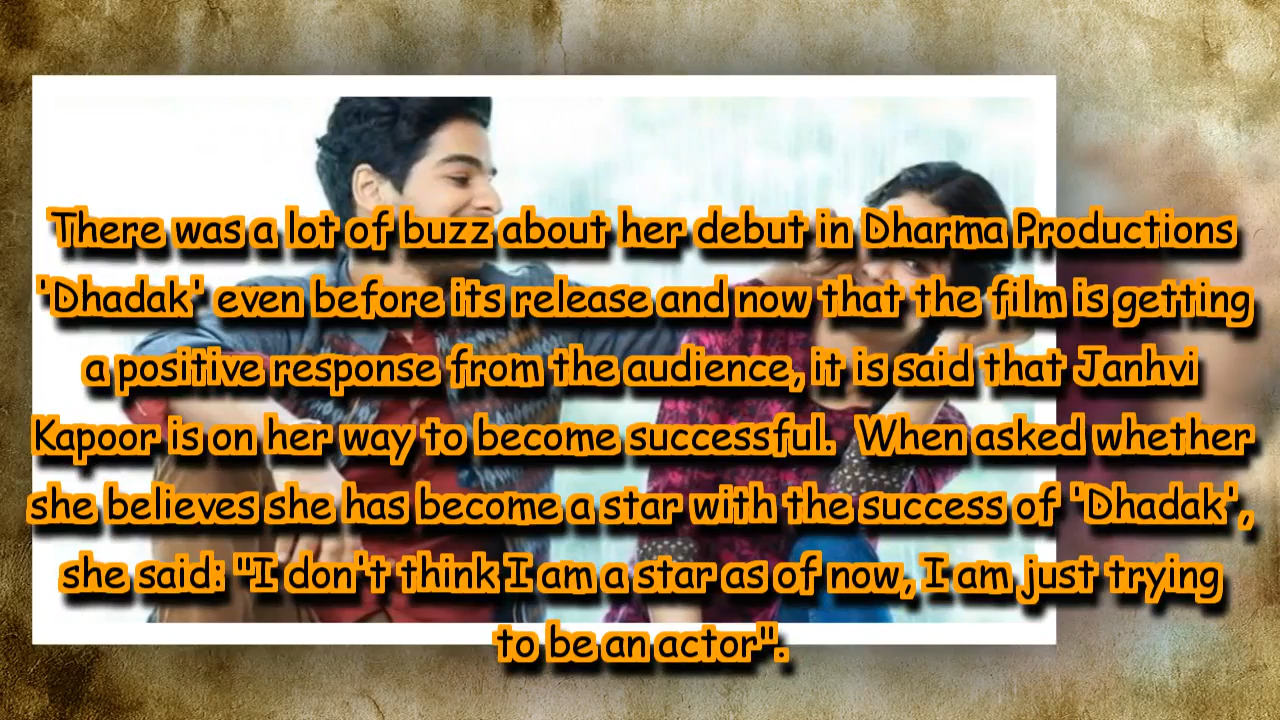 There was a lot of buzz about her debut in Dharma Productions
'Dhadak' even before its release and now that the film is getting
a positive response from the audience, it is said that Janhvi
Kapoor is on her way to become successful.  When asked whether
she believes she has become a star with the success of 'Dhadak',
she said: "I don't think I am a star as of now, I am just trying
to be an actor".